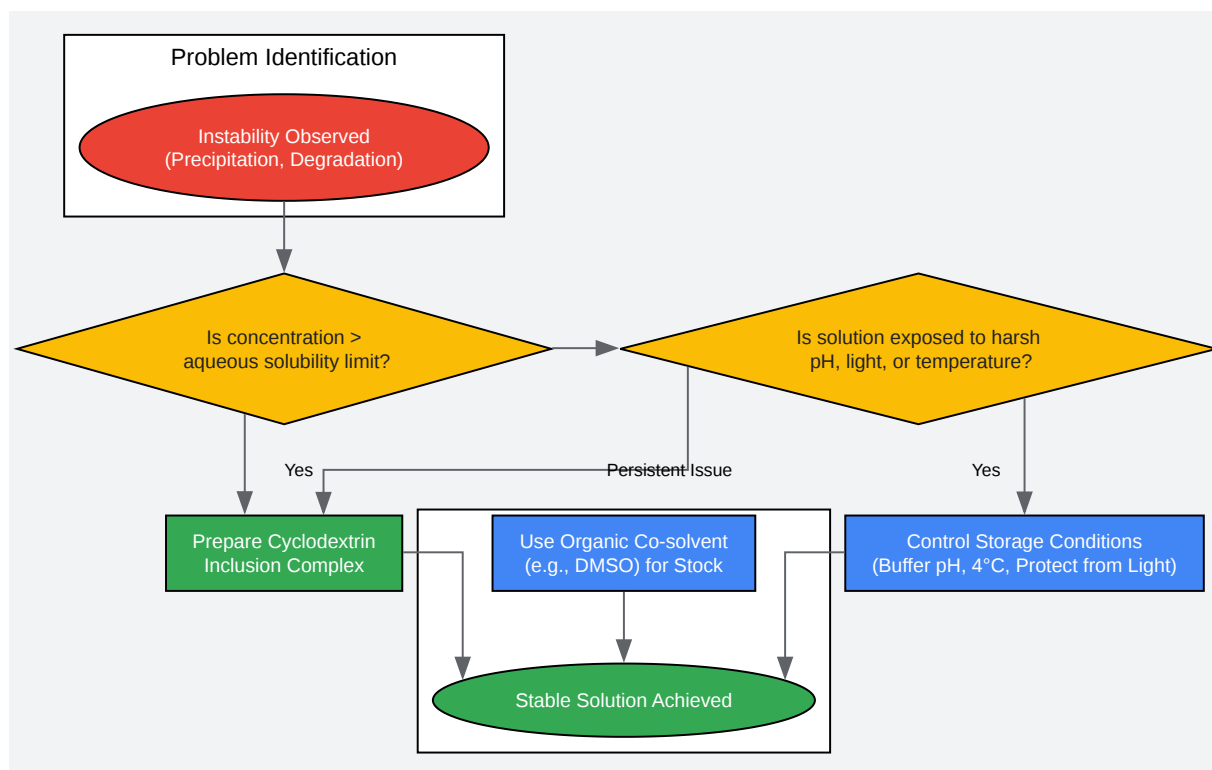 Problem Identification
Instability Observed
(Precipitation, Degradation)
Is concentration >
aqueous solubility limit?
Is solution exposed to harsh
pH, light, or temperature?
Yes
Persistent Issue
Yes
Prepare Cyclodextrin
Inclusion Complex
Use Organic Co-solvent
(e.g., DMSO) for Stock
Control Storage Conditions
(Buffer pH, 4°C, Protect from Light)
Stable Solution Achieved